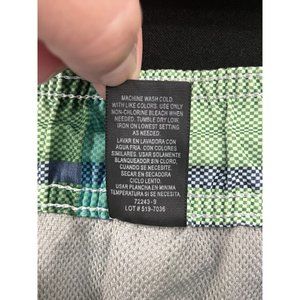 MACHINE WASH COLD
WITH LIKE COLORS. USE ONLY
NON-CHLORINE BLEACH WHEN
NEEDED. TUMBLE DRY LOW.
IRON ON LOWEST SETTING
AS NEEDED.
LAVAR EN LAVADORA CON
AGUA FRIA. CON COLORES
SIMILARES. USAR SOLAMENTE
BLANQUEADOR SIN CLORO,
CUANDO SE NECESITE.
SECAR EN SECADORA
CICLO LENTO.
USAR PLANCHA EN MINIMA
TEMPERATURA SI SE NECESITA.
72243-9
LOT # 519-7036